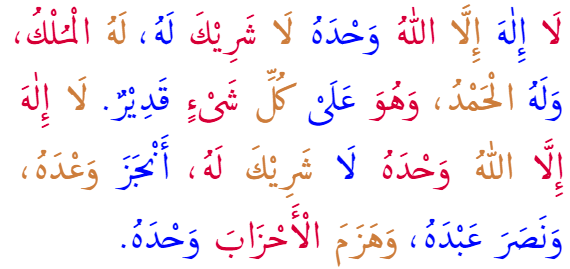 لَا إِلٰهَ إِلَّا اللّٰهُ وَحْدَهُ لَا شَرِيْكَ لَهُ، لَهُ الْمُلْكُ،
وَلَهُ الْحَمْدُ، وَهُوَ عَلَىْ كُلِّ شَىْءٍ قَدِيْرٌ. لَا إِلٰهَ
إِلَّا اللّٰهُ وَحْدَهُ لَا شَرِيْكَ لَهُ، أَنْجَزَ وَعْدَهُ،
وَنَصَرَ عَبْدَهُ، وَهَزَمَ الْأَحْزَابَ وَحْدَهُ.